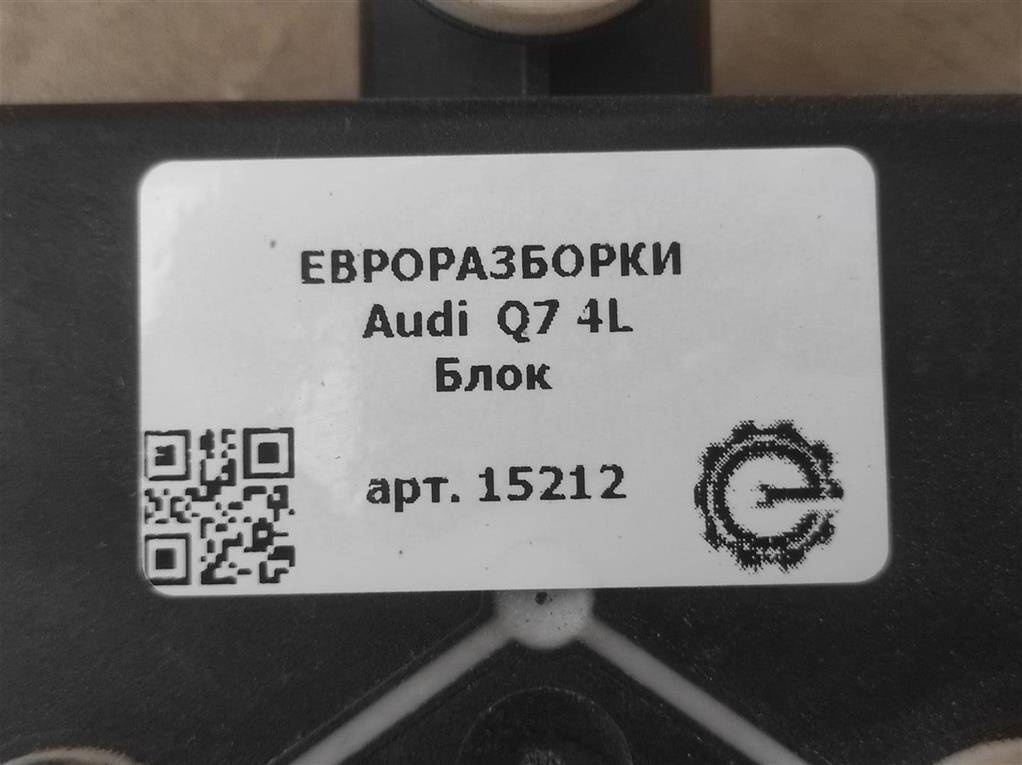 ЕВРОРАЗБОРКИ
Audi Q7 4L
Блок
арт. 15212